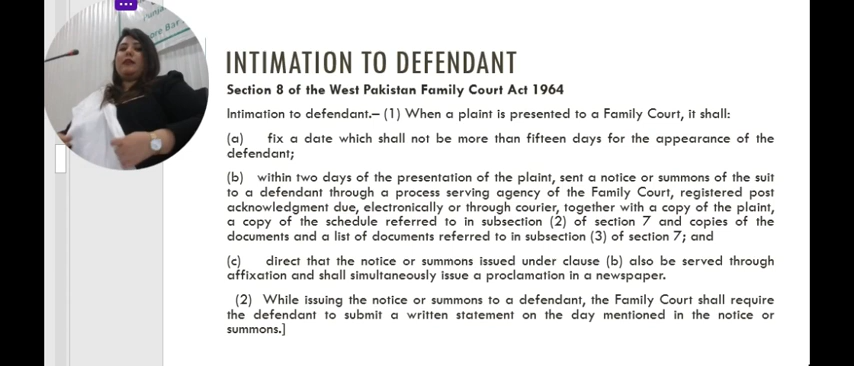 Punja
ore Bar
INTIMATION TO DEFENDANT
Section 8 of the West Pakistan Family Court Act 1964
Intimation to defendant.– (1) When a plaint is presented to a Family Court, it shall:
(a) fix a date which shall not be more than fifteen days for the appearance of the
defendant;
(b) within two days of the presentation of the plaint, sent a notice or summons of the suit
to a defendant through a process serving agency of the Family Court, registered post
acknowledgment due, electronically or through courier, together with a copy of the plaint,
a copy of the schedule referred to in subsection (2) of section 7 and copies of the
documents and a list of documents referred to in subsection (3) of section 7; and
(c) direct that the notice or summons issued under clause (b) also be served through
affixation and shall simultaneously issue a proclamation in a newspaper.
(2) While issuing the notice or summons to a defendant, the Family Court shall require
the defendant to submit a written statement on the day mentioned in the notice or
summons.]